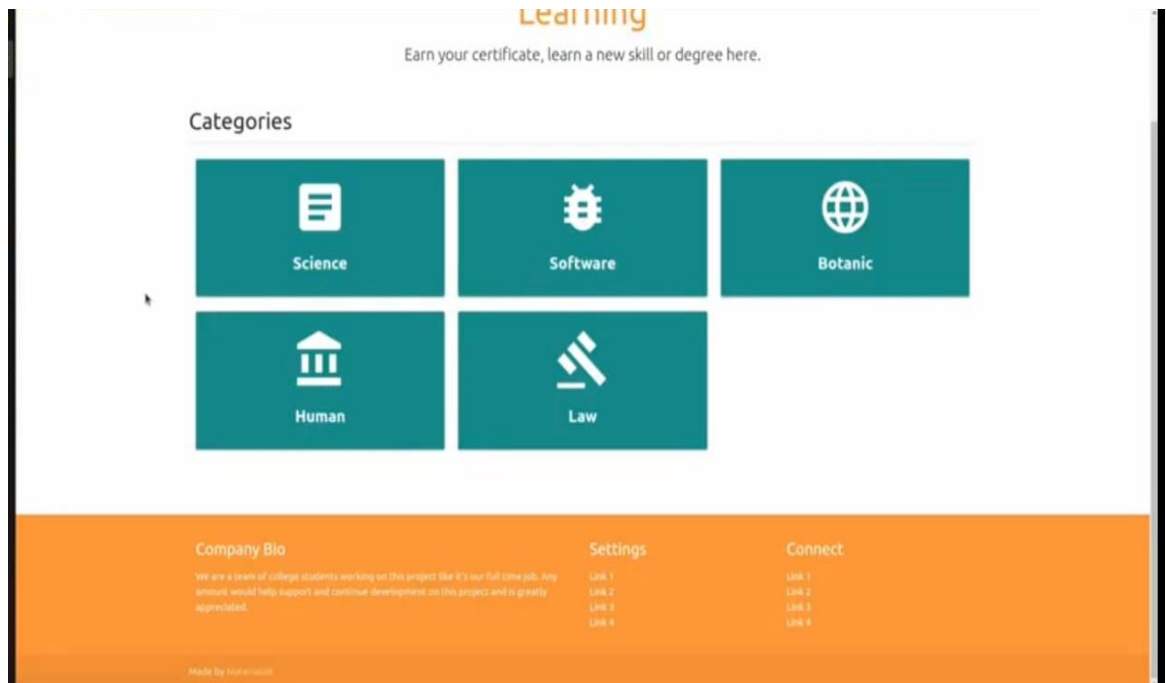 Learning
Earn your certificate, learn a new skill or degree here.
Categories
Science
Software
Botanic
Human
Law
Company Bio
We are a team of college students working on this project like it's our full time job. Any
amount would help support and continue development on this project and is greatly
appreciated.
Settings
Link 1
Link 2
Link 3
Link 4
Connect
Link 1
Link 2
Link 3
Link 4
Made by Materialize